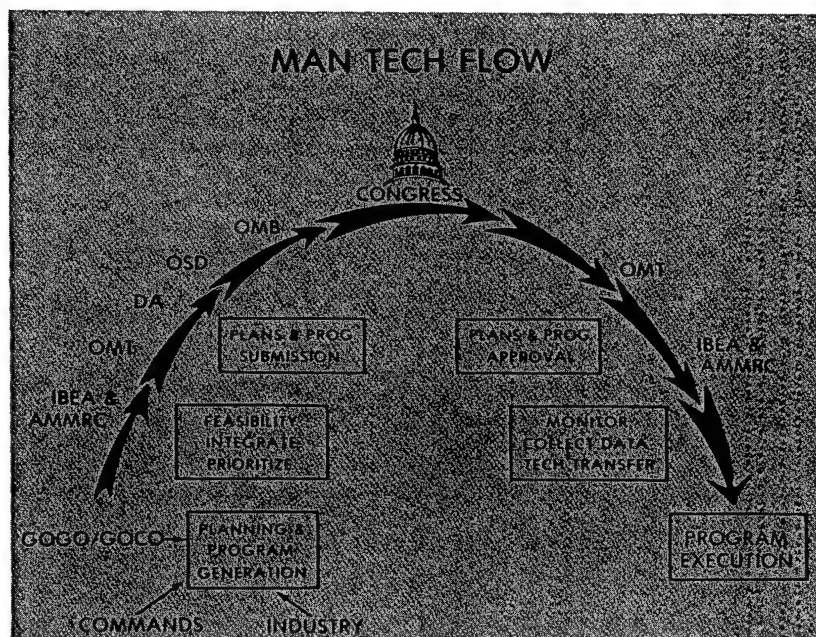 MAN TECH FLOW
CONGRESS
OMB
OSD
DA
OMT
IBEA &
AMMRC
OMT
IBEA &
AMMRC
PLANS & PROG
SUBMISSION
PLANS & PROG
APPROVAL
FEASIBILITY
INTEGRATE
PRIORITIZE
MONITOR
COLLECT DATA
TECH TRANSFER
GOGO/GOCO
PLANNING &
PROGRAM
GENERATION
PROGRAM
EXECUTION
COMMANDS
INDUSTRY